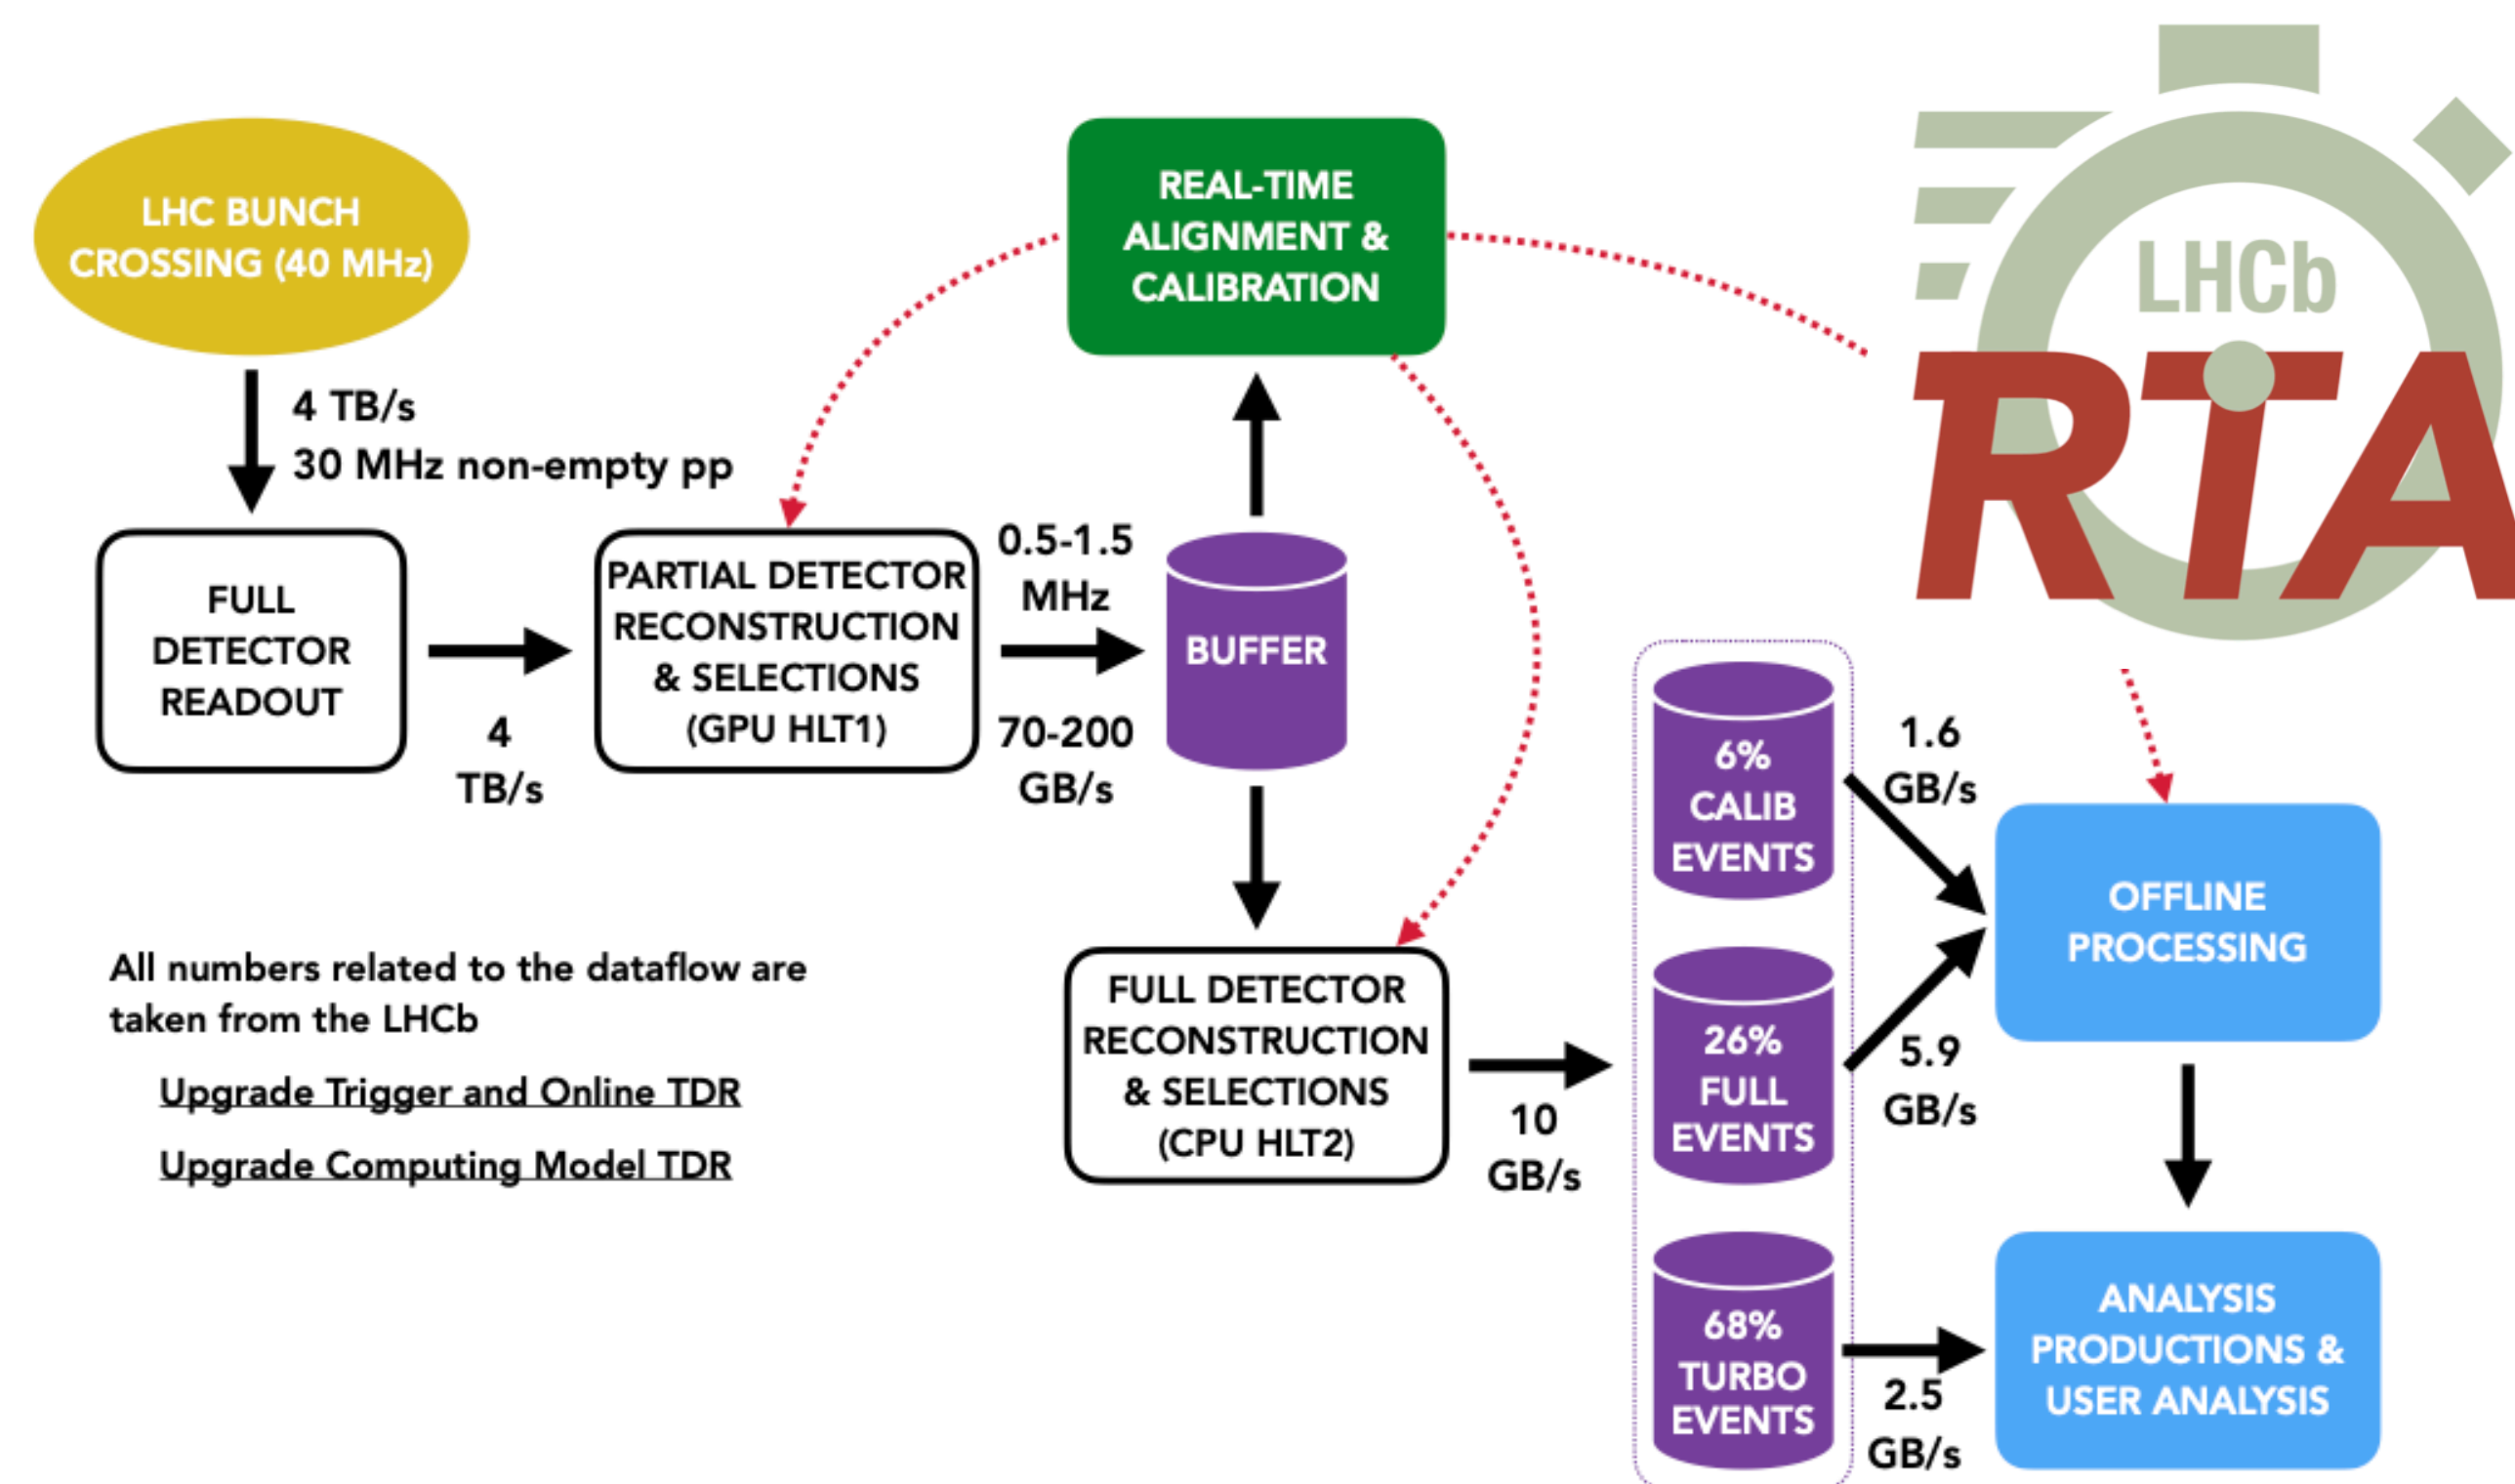 LHC BUNCH
CROSSING (40 MHz)
4 TB/s
30 MHz non-empty pp
FULL
DETECTOR
READOUT
4
TB/s
PARTIAL DETECTOR
RECONSTRUCTION
& SELECTIONS
(GPU HLT1)
0.5-1.5
MHz
70-200
GB/s
BUFFER
REAL-TIME
ALIGNMENT &
CALIBRATION
LHCb
RTA
FULL DETECTOR
RECONSTRUCTION
& SELECTIONS
(CPU HLT2)
10
GB/s
6%
CALIB
EVENTS
1.6
GB/s
26%
FULL
EVENTS
5.9
GB/s
68%
TURBO
EVENTS
2.5
GB/s
OFFLINE
PROCESSING
ANALYSIS
PRODUCTIONS &
USER ANALYSIS
All numbers related to the dataflow are
taken from the LHCb
Upgrade Trigger and Online TDR
Upgrade Computing Model TDR